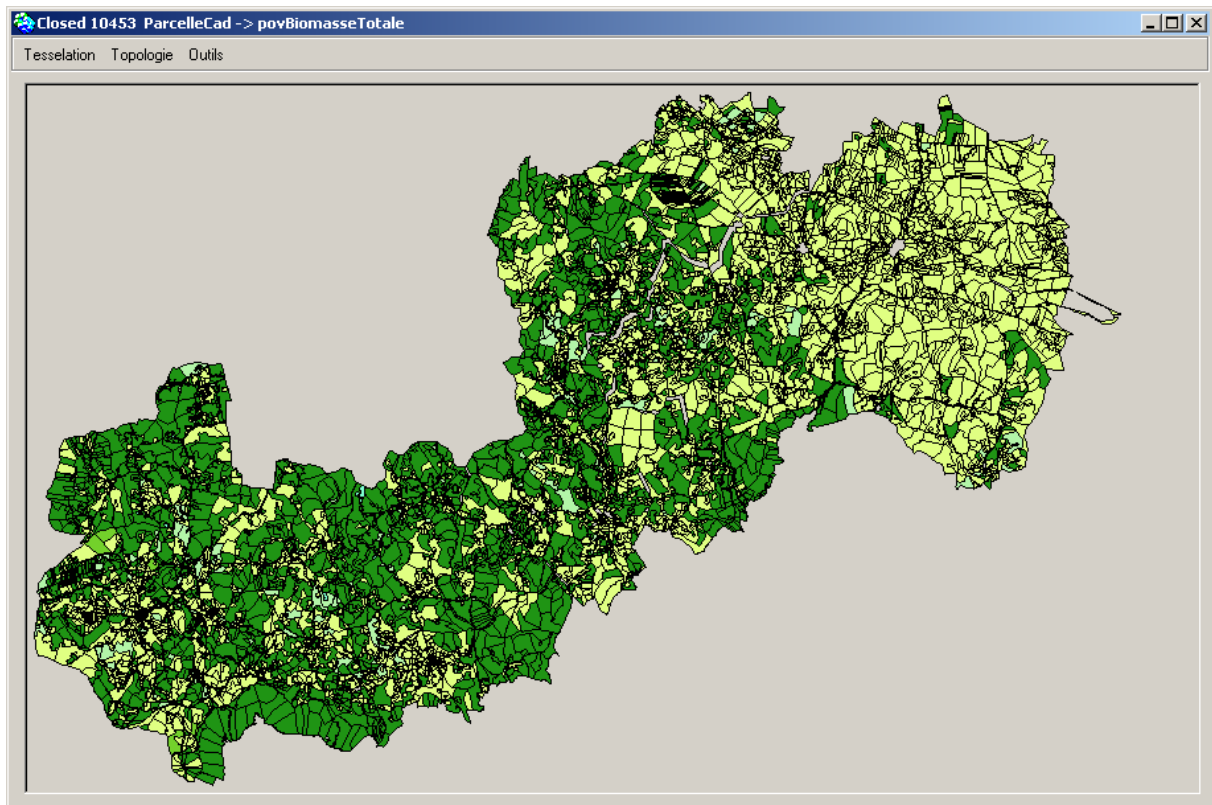 Closed 10453 ParcelleCad -> povBiomasseTotale
Tesselation Topologie Outils